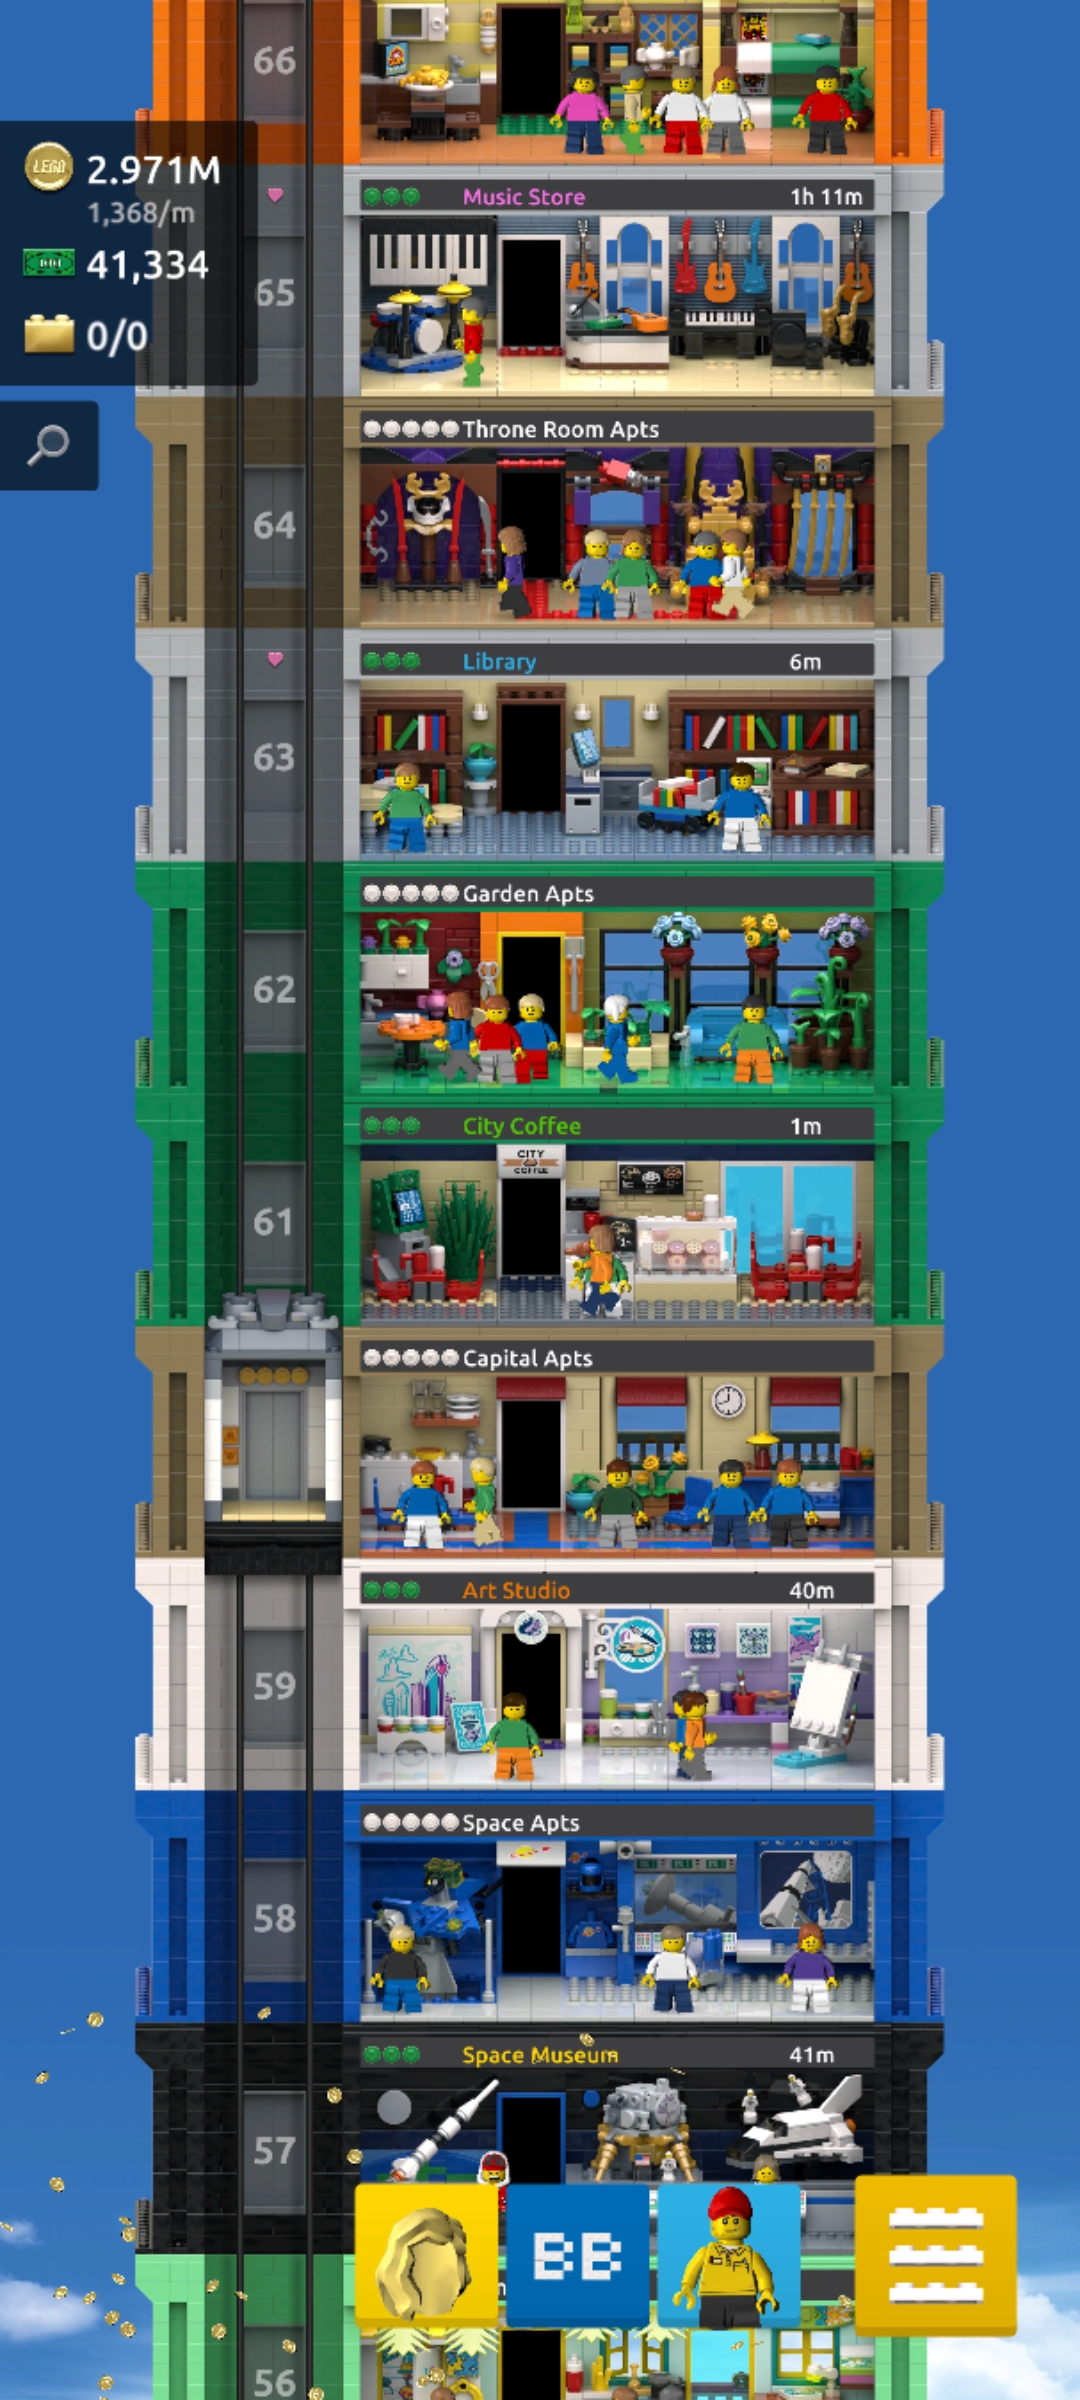 66
LEGO
2.971M
1,368/m
41,334
0/0
Music Store 1h 11m
65
Throne Room Apts
64
Library 6m
63
Garden Apts
62
City Coffee 1m
CITY
COFFEE
61
Capital Apts
Art Studio 40m
59
Space Apts
58
Space Museum 41m
57
BB
56